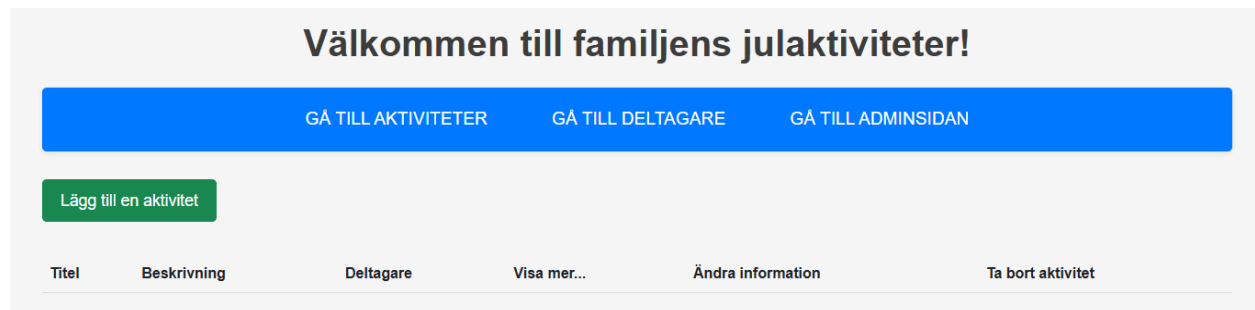 Välkommen till familjens julaktiviteter!
GÅ TILL AKTIVITETER GÅ TILL DELTAGARE GÅ TILL ADMINSIDAN
Lägg till en aktivitet
Titel Beskrivning Deltagare Visa mer... Ändra information Ta bort aktivitet